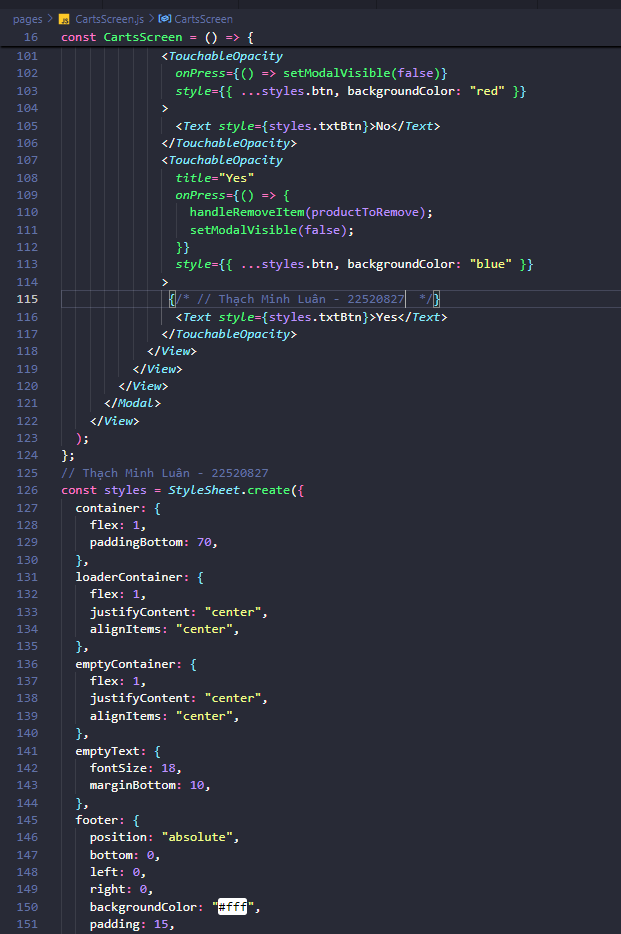 pages > JS CartsScreen.js > CartsScreen
16 const CartsScreen = () => {
101 <TouchableOpacity
102 onPress={() => setModalVisible(false)}
103 style={{ ...styles.btn, backgroundColor: "red" }}
104 >
105 <Text style={styles.txtBtn}>No</Text>
106 </TouchableOpacity>
107 <TouchableOpacity
108 title="Yes"
109 onPress={() => {
110 handleRemoveItem(productToRemove);
111 setModalVisible(false);
112 }}
113 style={{ ...styles.btn, backgroundColor: "blue" }}
114 >
115 {/* // Thạch Minh Luân - 22520827  */}
116 <Text style={styles.txtBtn}>Yes</Text>
117 </TouchableOpacity>
118 </View>
119 </View>
120 </View>
121 </Modal>
122 </View>
123 );
124 };
125 // Thạch Minh Luân - 22520827
126 const styles = StyleSheet.create({
127 container: {
128 flex: 1,
129 paddingBottom: 70,
130 },
131 loaderContainer: {
132 flex: 1,
133 justifyContent: "center",
134 alignItems: "center",
135 },
136 emptyContainer: {
137 flex: 1,
138 justifyContent: "center",
139 alignItems: "center",
140 },
141 emptyText: {
142 fontSize: 18,
143 marginBottom: 10,
144 },
145 footer: {
146 position: "absolute",
147 bottom: 0,
148 left: 0,
149 right: 0,
150 backgroundColor: "#fff",
151 padding: 15,